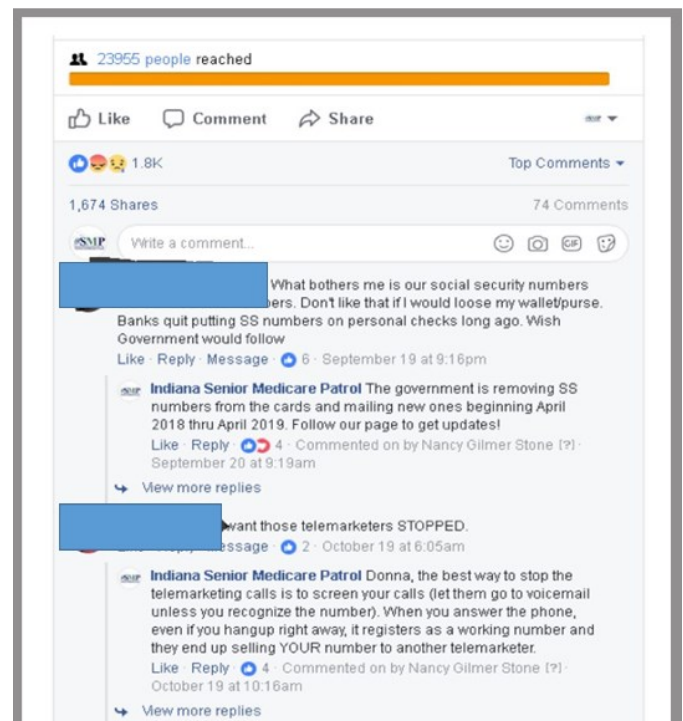 23955 people reached
Like Comment Share
1.8K Top Comments
1,674 Shares 74 Comments
SMP Write a comment... GIF
What bothers me is our social security numbers
bers. Don't like that if I would loose my wallet/purse.
Banks quit putting SS numbers on personal checks long ago. Wish
Government would follow
Like · Reply · Message · 6 · September 19 at 9:16pm
Indiana Senior Medicare Patrol The government is removing SS
numbers from the cards and mailing new ones beginning April
2018 thru April 2019. Follow our page to get updates!
Like · Reply · 4 · Commented on by Nancy Gilmer Stone [?] ·
September 20 at 9:19am
View more replies
want those telemarketers STOPPED.
Like · Reply · Message · 2 · October 19 at 6:05am
Indiana Senior Medicare Patrol Donna, the best way to stop the
telemarketing calls is to screen your calls (let them go to voicemail
unless you recognize the number). When you answer the phone,
even if you hangup right away, it registers as a working number and
they end up selling YOUR number to another telemarketer.
Like · Reply · 4 · Commented on by Nancy Gilmer Stone [?] ·
October 19 at 10:16am
View more replies